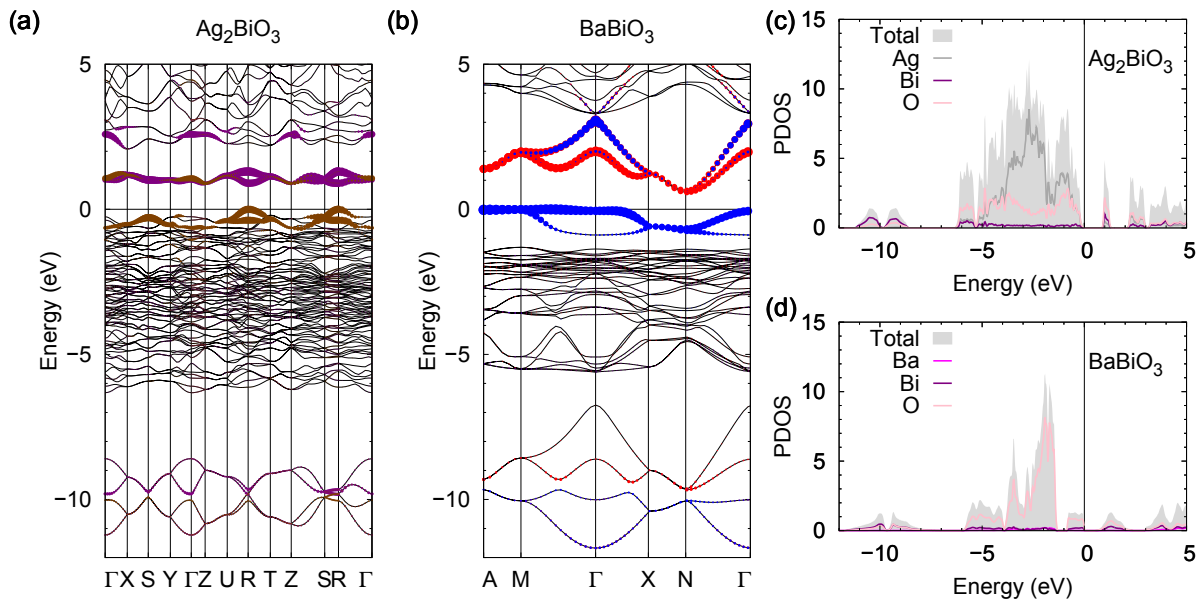 (a)
Ag₂BiO₃
Energy (eV)
5
0
−5
−10
Γ X S Y Γ Z U R T Z S R Γ
(b)
BaBiO₃
Energy (eV)
5
0
−5
−10
A M Γ X N Γ
(c)
Total
Ag
Bi
O
Ag₂BiO₃
PDOS
15
10
5
0
−10 −5 0 5
Energy (eV)
(d)
Total
Ba
Bi
O
BaBiO₃
PDOS
15
10
5
0
−10 −5 0 5
Energy (eV)